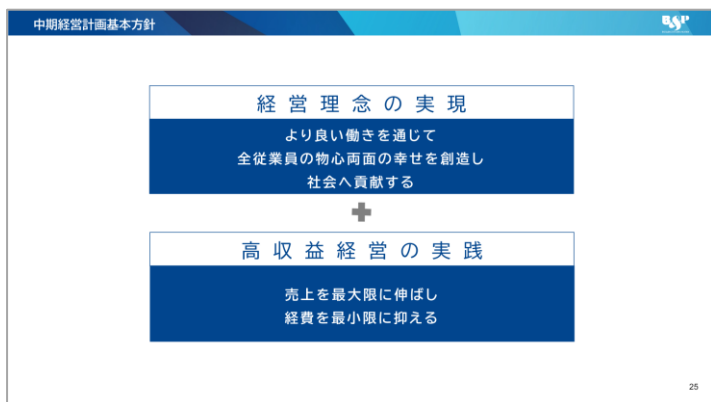 中期経営計画基本方針
BSP
経営理念の実現
より良い働きを通じて
全従業員の物心両面の幸せを創造し
社会へ貢献する
高収益経営の実践
売上を最大限に伸ばし
経費を最小限に抑える
25